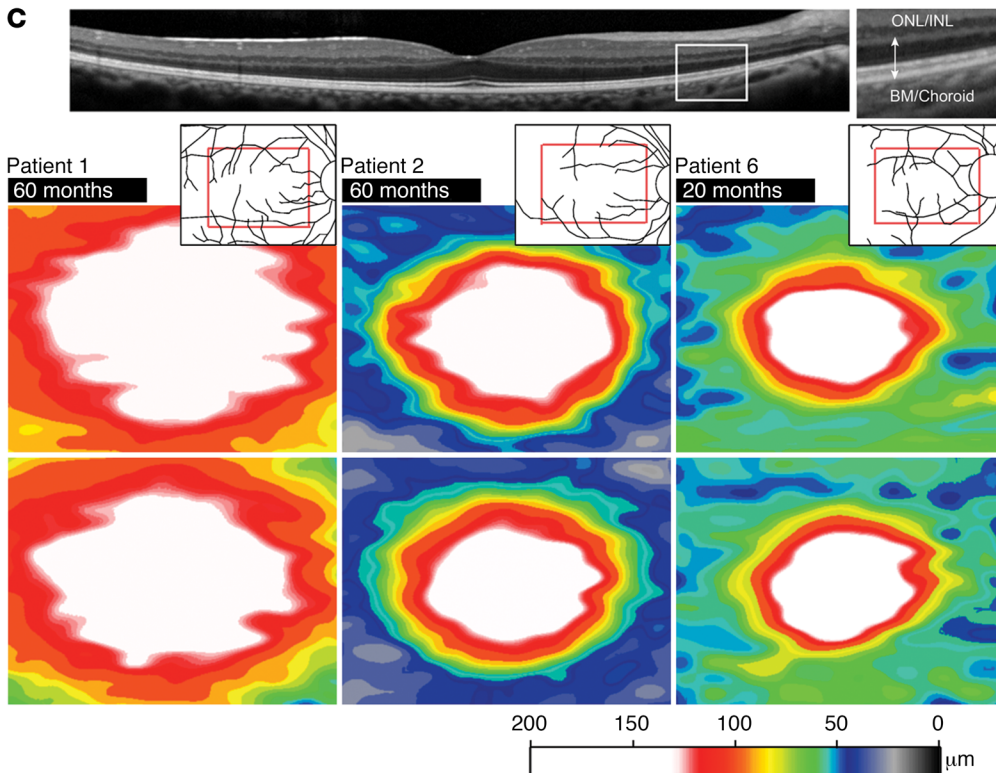 c
ONL/INL
BM/Choroid
Patient 1
60 months
Patient 2
60 months
Patient 6
20 months
200 150 100 50 0
μm